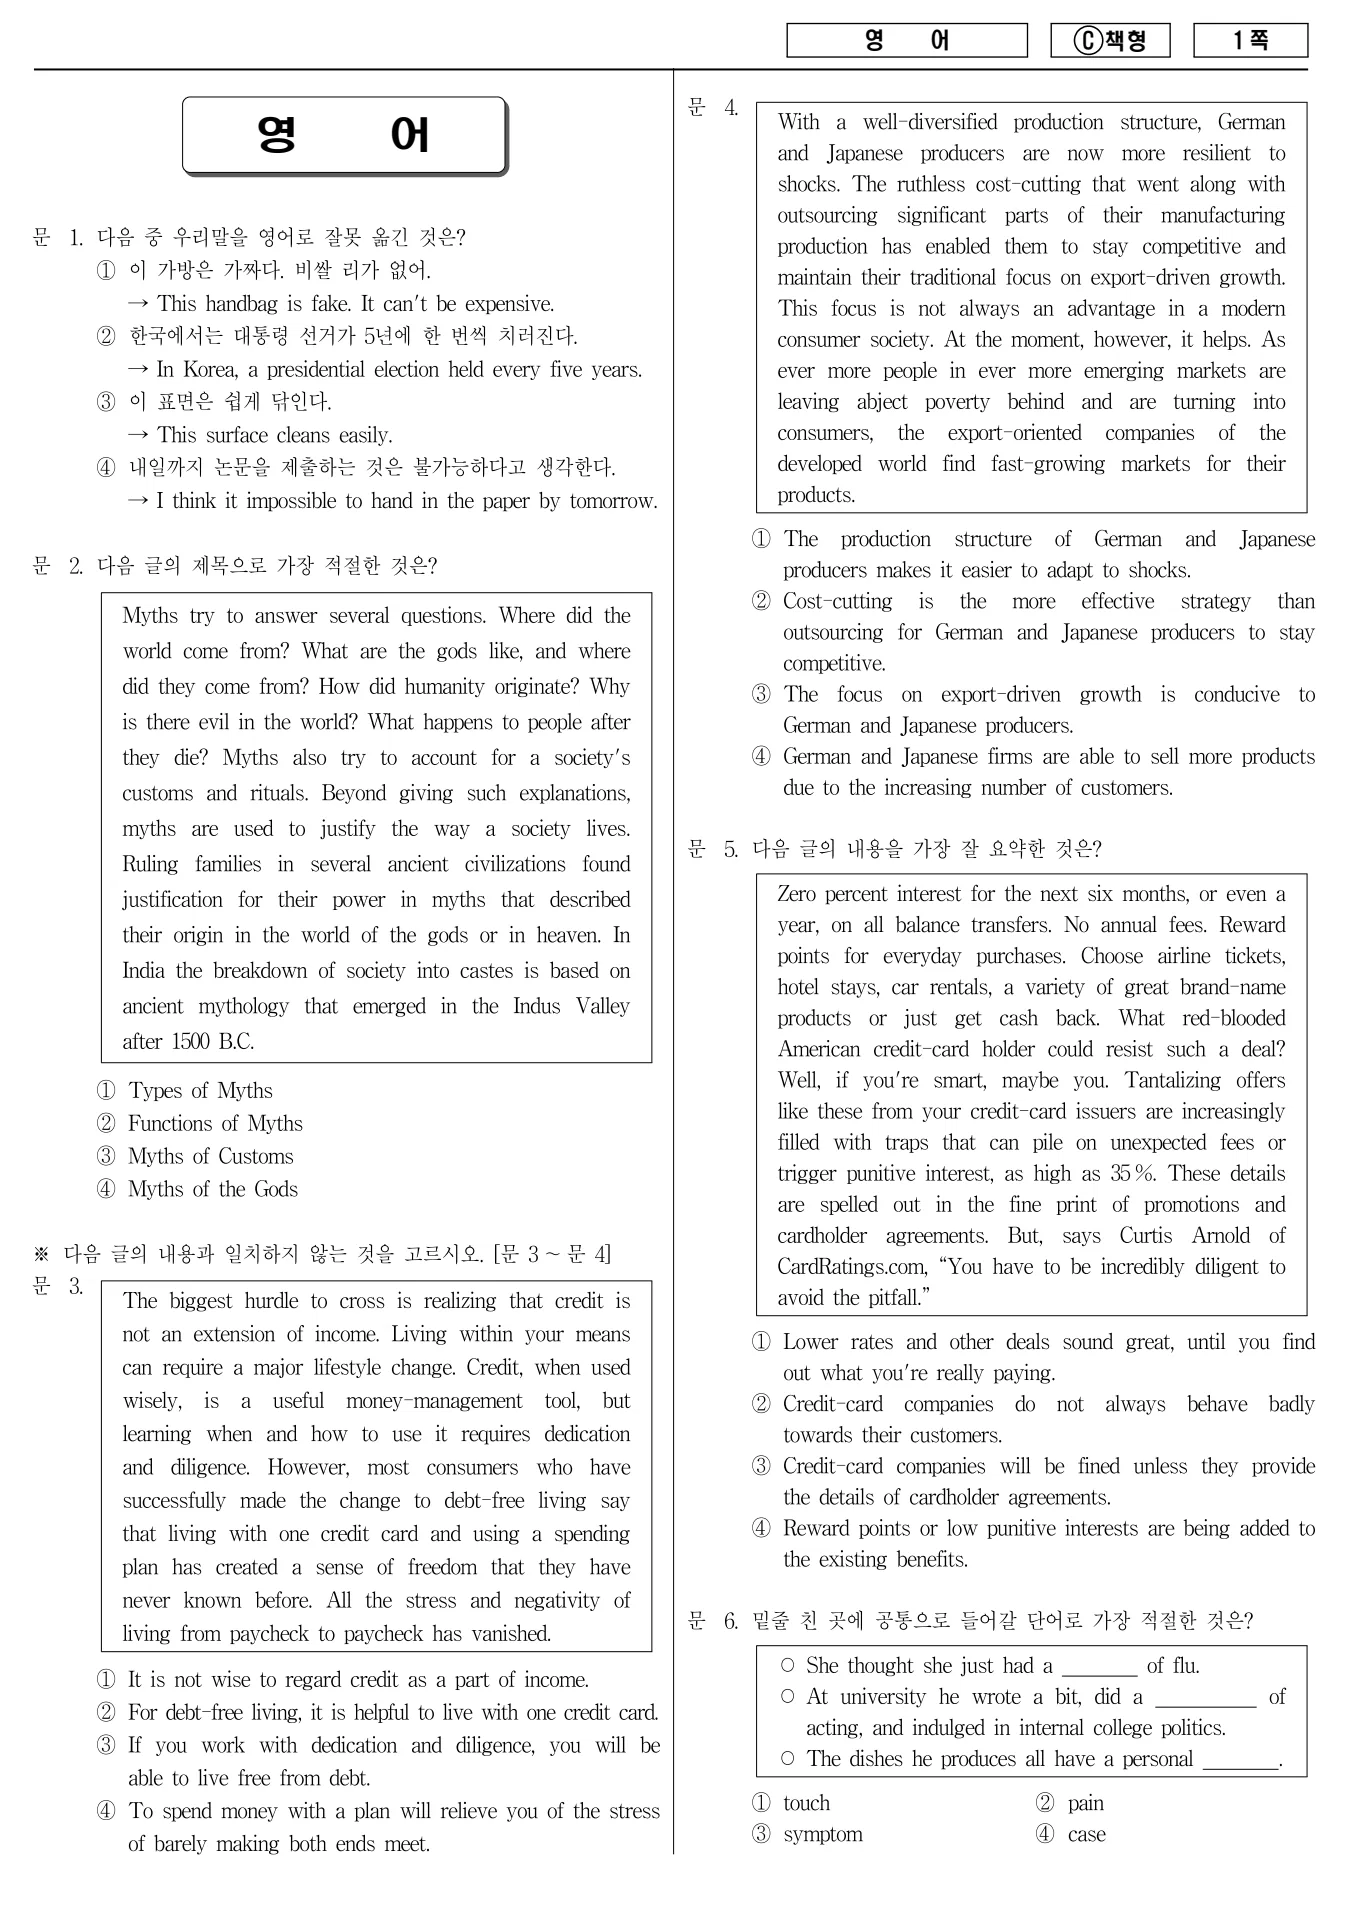 영 어 Ⓒ책형 1쪽
영 어
문 1. 다음 중 우리말을 영어로 잘못 옮긴 것은?
① 이 가방은 가짜다. 비쌀 리가 없어.
→ This handbag is fake. It can't be expensive.
② 한국에서는 대통령 선거가 5년에 한 번씩 치러진다.
→ In Korea, a presidential election held every five years.
③ 이 표면은 쉽게 닦인다.
→ This surface cleans easily.
④ 내일까지 논문을 제출하는 것은 불가능하다고 생각한다.
→ I think it impossible to hand in the paper by tomorrow.
문 2. 다음 글의 제목으로 가장 적절한 것은?
Myths try to answer several questions. Where did the
world come from? What are the gods like, and where
did they come from? How did humanity originate? Why
is there evil in the world? What happens to people after
they die? Myths also try to account for a society's
customs and rituals. Beyond giving such explanations,
myths are used to justify the way a society lives.
Ruling families in several ancient civilizations found
justification for their power in myths that described
their origin in the world of the gods or in heaven. In
India the breakdown of society into castes is based on
ancient mythology that emerged in the Indus Valley
after 1500 B.C.
① Types of Myths
② Functions of Myths
③ Myths of Customs
④ Myths of the Gods
※ 다음 글의 내용과 일치하지 않는 것을 고르시오. [문 3 ~ 문 4]
문 3.
The biggest hurdle to cross is realizing that credit is
not an extension of income. Living within your means
can require a major lifestyle change. Credit, when used
wisely, is a useful money-management tool, but
learning when and how to use it requires dedication
and diligence. However, most consumers who have
successfully made the change to debt-free living say
that living with one credit card and using a spending
plan has created a sense of freedom that they have
never known before. All the stress and negativity of
living from paycheck to paycheck has vanished.
① It is not wise to regard credit as a part of income.
② For debt-free living, it is helpful to live with one credit card.
③ If you work with dedication and diligence, you will be
able to live free from debt.
④ To spend money with a plan will relieve you of the stress
of barely making both ends meet.
문 4.
With a well-diversified production structure, German
and Japanese producers are now more resilient to
shocks. The ruthless cost-cutting that went along with
outsourcing significant parts of their manufacturing
production has enabled them to stay competitive and
maintain their traditional focus on export-driven growth.
This focus is not always an advantage in a modern
consumer society. At the moment, however, it helps. As
ever more people in ever more emerging markets are
leaving abject poverty behind and are turning into
consumers, the export-oriented companies of the
developed world find fast-growing markets for their
products.
① The production structure of German and Japanese
producers makes it easier to adapt to shocks.
② Cost-cutting is the more effective strategy than
outsourcing for German and Japanese producers to stay
competitive.
③ The focus on export-driven growth is conducive to
German and Japanese producers.
④ German and Japanese firms are able to sell more products
due to the increasing number of customers.
문 5. 다음 글의 내용을 가장 잘 요약한 것은?
Zero percent interest for the next six months, or even a
year, on all balance transfers. No annual fees. Reward
points for everyday purchases. Choose airline tickets,
hotel stays, car rentals, a variety of great brand-name
products or just get cash back. What red-blooded
American credit-card holder could resist such a deal?
Well, if you're smart, maybe you. Tantalizing offers
like these from your credit-card issuers are increasingly
filled with traps that can pile on unexpected fees or
trigger punitive interest, as high as 35%. These details
are spelled out in the fine print of promotions and
cardholder agreements. But, says Curtis Arnold of
CardRatings.com, “You have to be incredibly diligent to
avoid the pitfall.”
① Lower rates and other deals sound great, until you find
out what you're really paying.
② Credit-card companies do not always behave badly
towards their customers.
③ Credit-card companies will be fined unless they provide
the details of cardholder agreements.
④ Reward points or low punitive interests are being added to
the existing benefits.
문 6. 밑줄 친 곳에 공통으로 들어갈 단어로 가장 적절한 것은?
○ She thought she just had a ________ of flu.
○ At university he wrote a bit, did a __________ of
acting, and indulged in internal college politics.
○ The dishes he produces all have a personal ________.
① touch ② pain
③ symptom ④ case